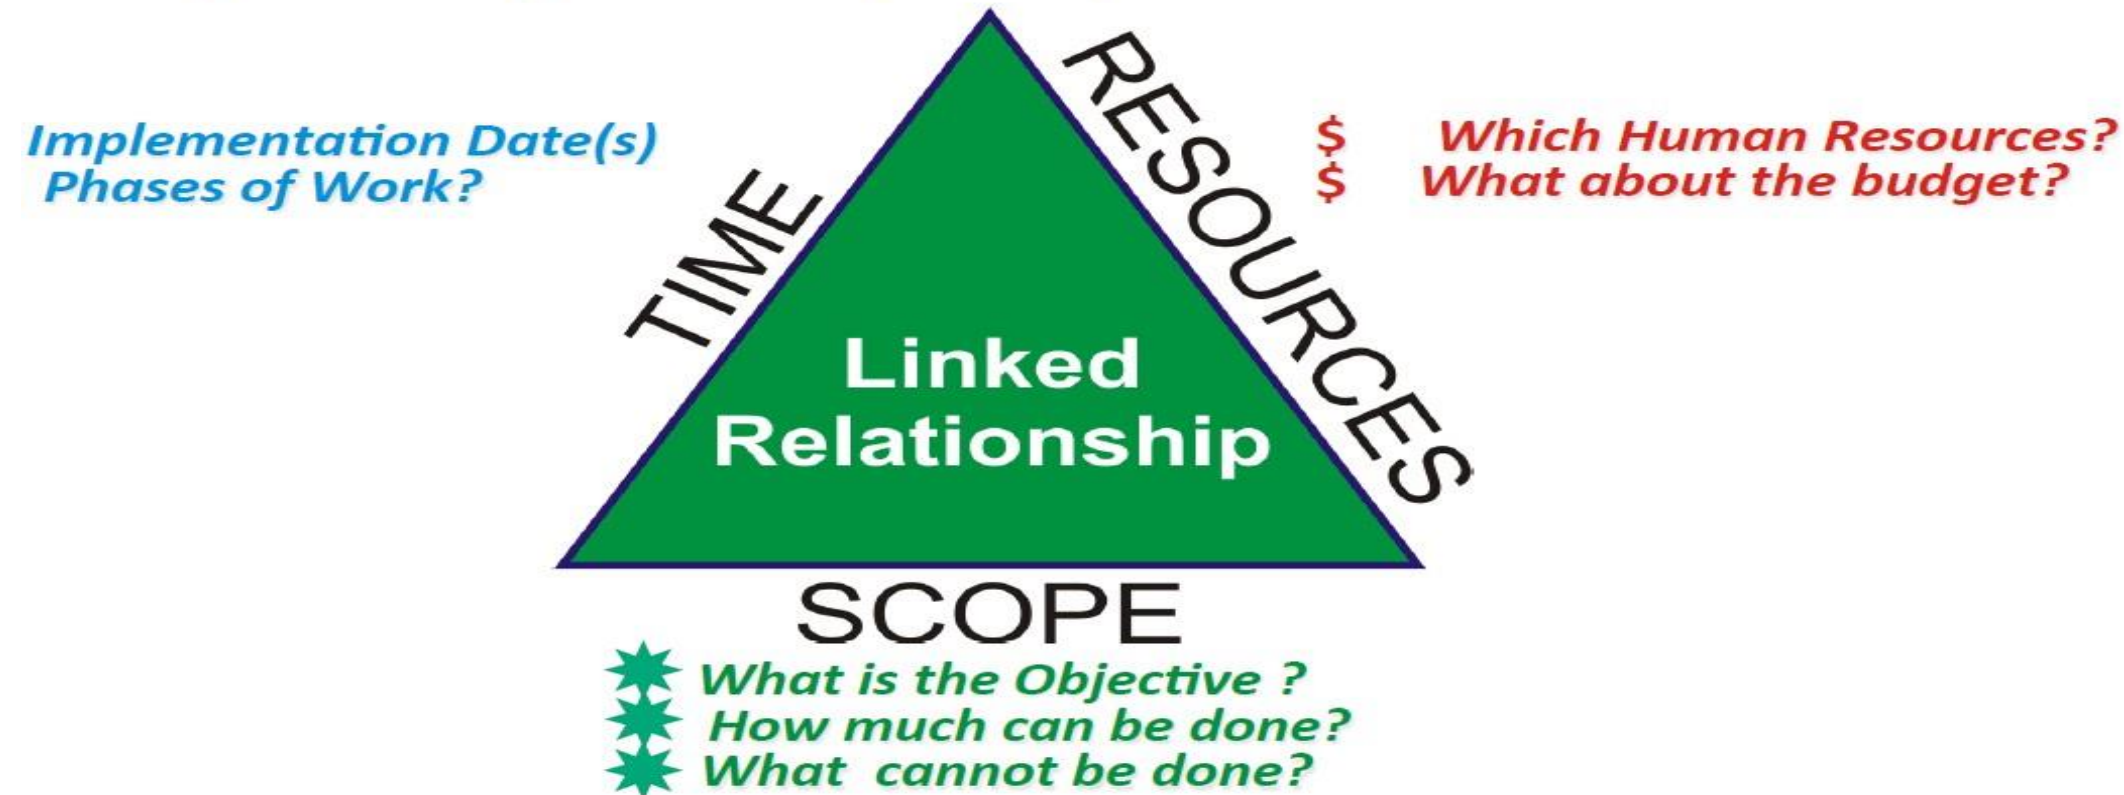 Implementation Date(s)
Phases of Work?
TIME
RESOURCES
$ Which Human Resources?
$ What about the budget?
Linked
Relationship
SCOPE
What is the Objective ?
How much can be done?
What cannot be done?